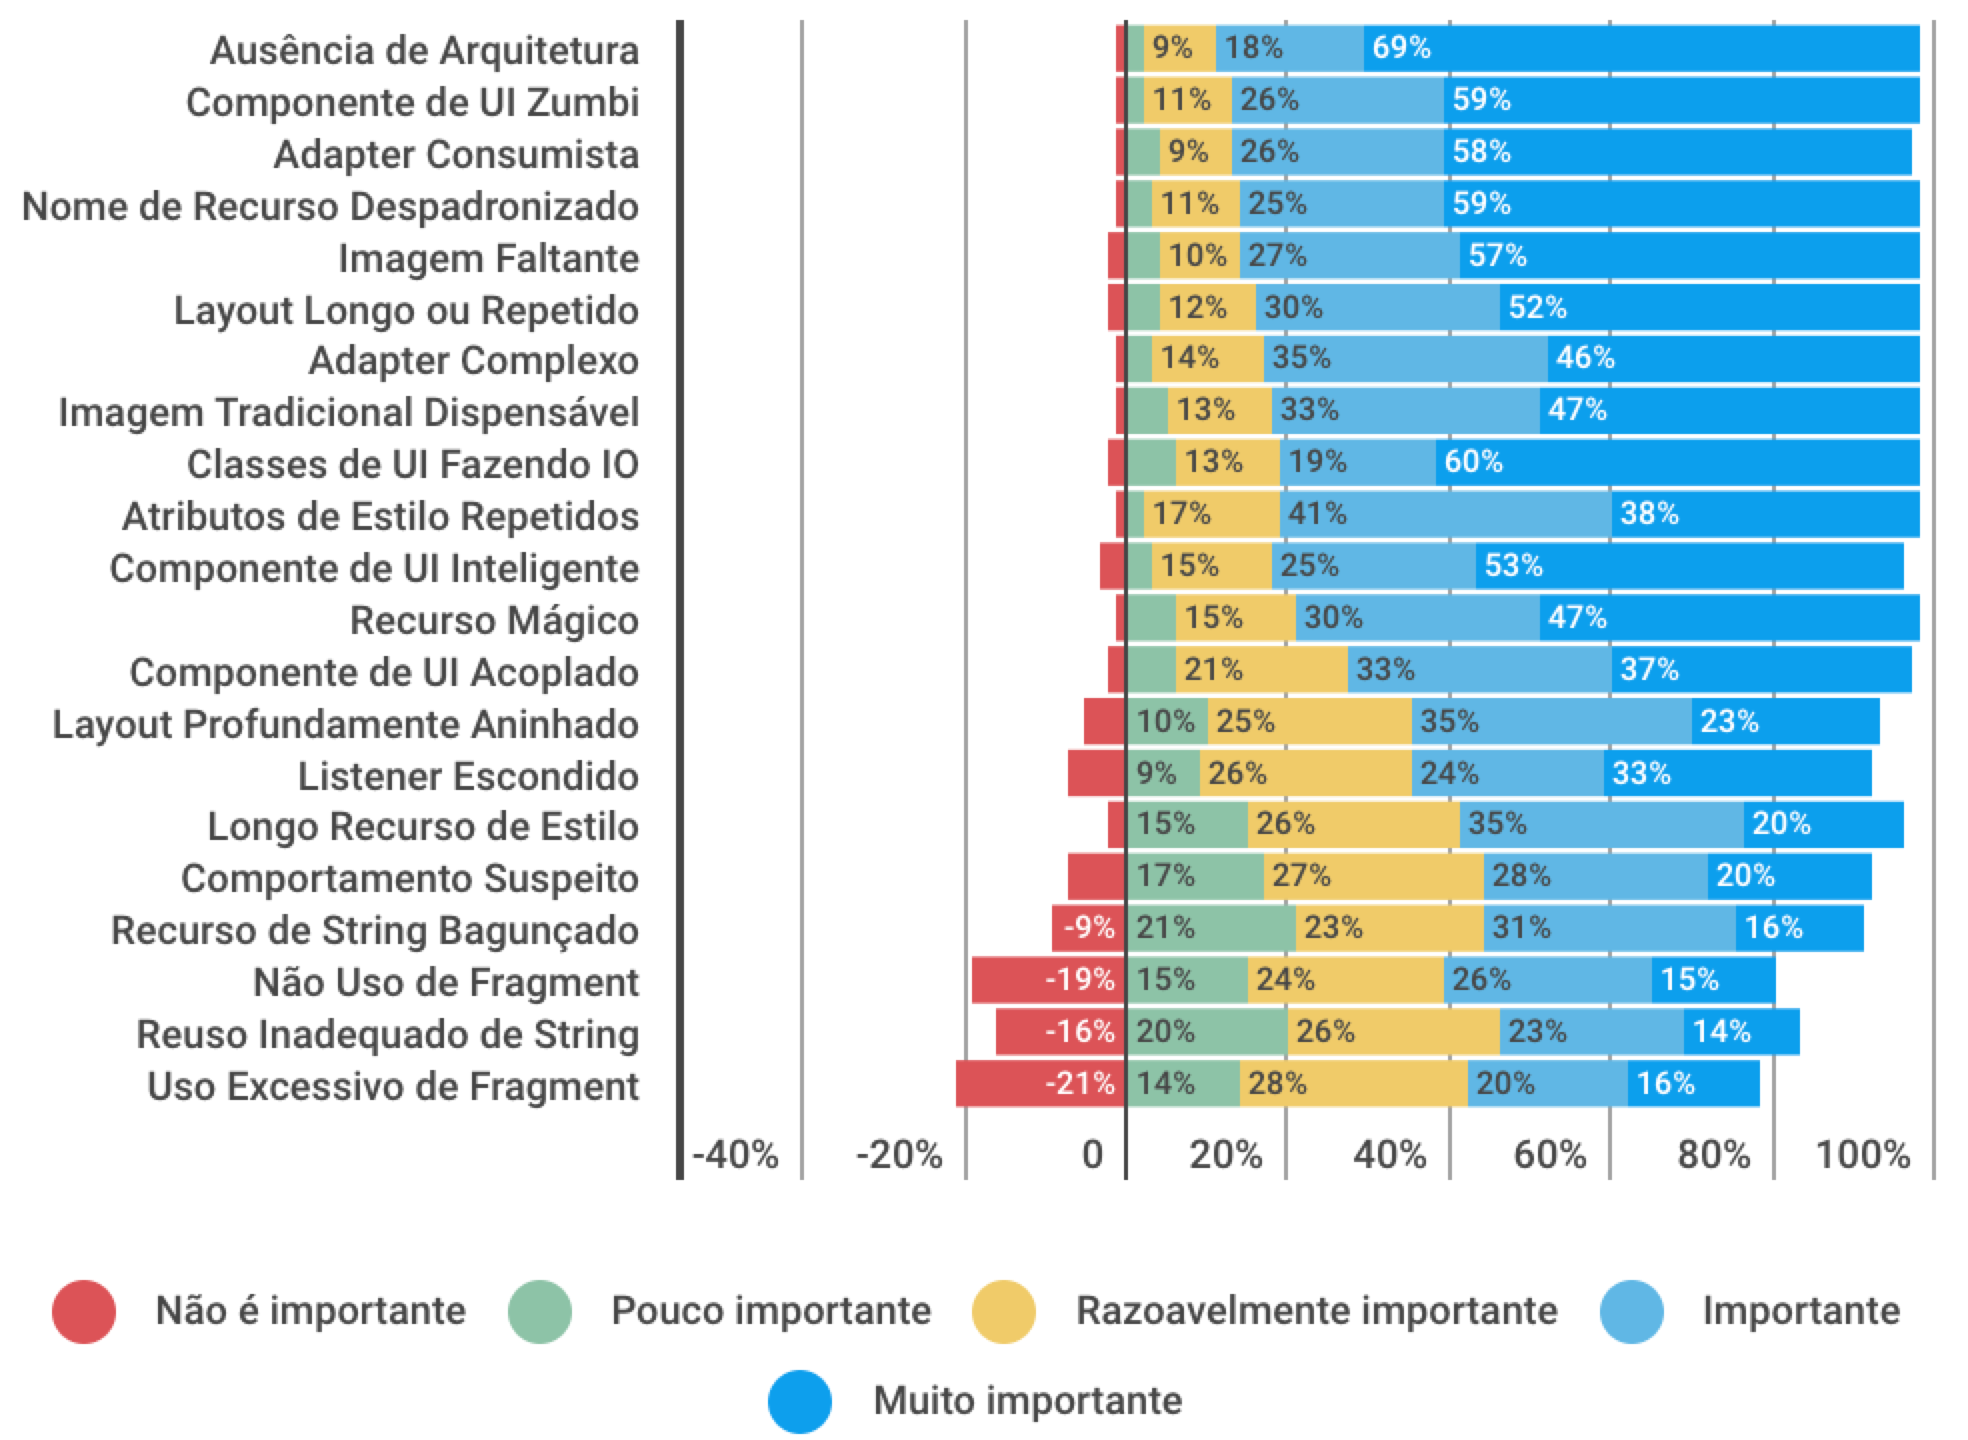 Ausência de Arquitetura 9% 18% 69%
Componente de UI Zumbi 11% 26% 59%
Adapter Consumista 9% 26% 58%
Nome de Recurso Despadronizado 11% 25% 59%
Imagem Faltante 10% 27% 57%
Layout Longo ou Repetido 12% 30% 52%
Adapter Complexo 14% 35% 46%
Imagem Tradicional Dispensável 13% 33% 47%
Classes de UI Fazendo IO 13% 19% 60%
Atributos de Estilo Repetidos 17% 41% 38%
Componente de UI Inteligente 15% 25% 53%
Recurso Mágico 15% 30% 47%
Componente de UI Acoplado 21% 33% 37%
Layout Profundamente Aninhado 10% 25% 35% 23%
Listener Escondido 9% 26% 24% 33%
Longo Recurso de Estilo 15% 26% 35% 20%
Comportamento Suspeito 17% 27% 28% 20%
Recurso de String Bagunçado -9% 21% 23% 31% 16%
Não Uso de Fragment -19% 15% 24% 26% 15%
Reuso Inadequado de String -16% 20% 26% 23% 14%
Uso Excessivo de Fragment -21% 14% 28% 20% 16%
-40% -20% 0 20% 40% 60% 80% 100%
Não é importante Pouco importante Razoavelmente importante Importante
Muito importante